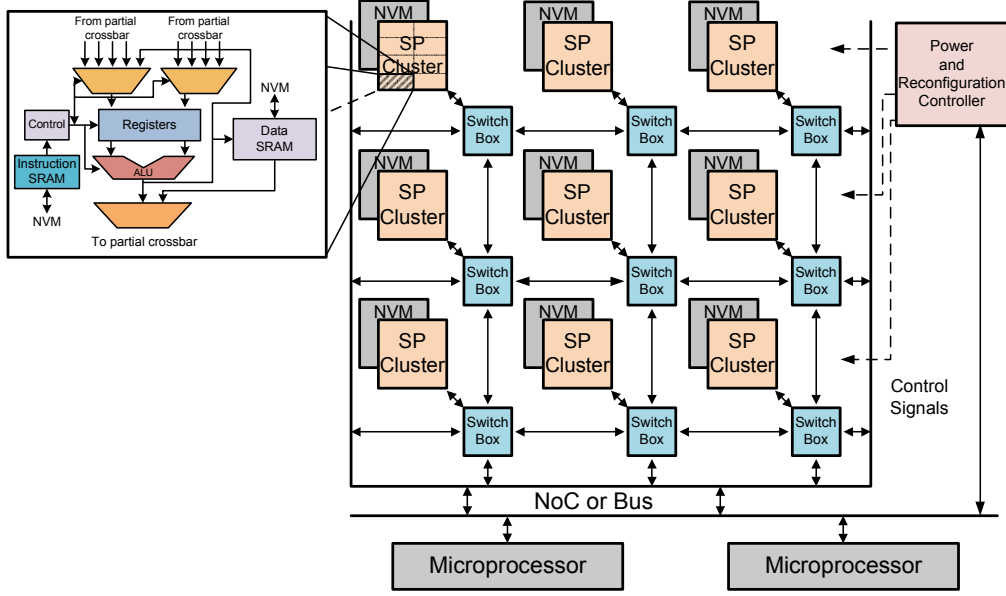 From partial
crossbar
From partial
crossbar
NVM
Control
Registers
Data
SRAM
Instruction
SRAM
ALU
NVM
To partial crossbar
NVM
SP
Cluster
NVM
SP
Cluster
NVM
SP
Cluster
Power
and
Reconfiguration
Controller
Switch
Box
Switch
Box
Switch
Box
NVM
SP
Cluster
NVM
SP
Cluster
NVM
SP
Cluster
Switch
Box
Switch
Box
Switch
Box
NVM
SP
Cluster
NVM
SP
Cluster
NVM
SP
Cluster
Control
Signals
Switch
Box
Switch
Box
Switch
Box
NoC or Bus
Microprocessor
Microprocessor